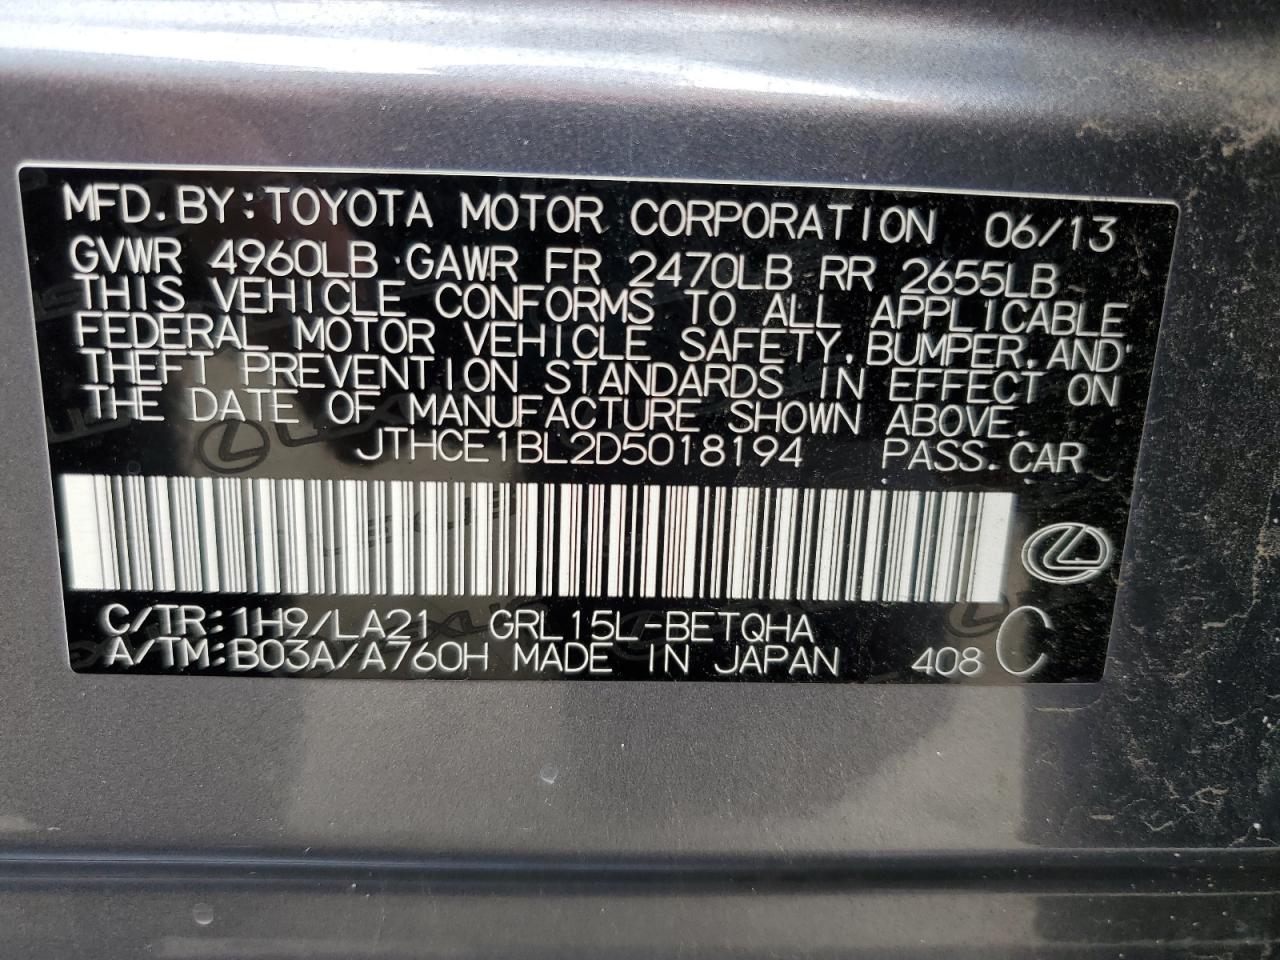 MFD.BY:TOYOTA MOTOR CORPORATION 06/13
GVWR 4960LB GAWR FR 2470LB RR 2655LB
THIS VEHICLE CONFORMS TO ALL APPLICABLE
FEDERAL MOTOR VEHICLE SAFETY,BUMPER,AND
THEFT PREVENTION STANDARDS IN EFFECT ON
THE DATE OF MANUFACTURE SHOWN ABOVE.
JTHCE1BL2D5018194 PASS.CAR
C/TR:1H9/LA21 GRL15L-BETQHA
A/TM:B03A/A760H MADE IN JAPAN 408 C